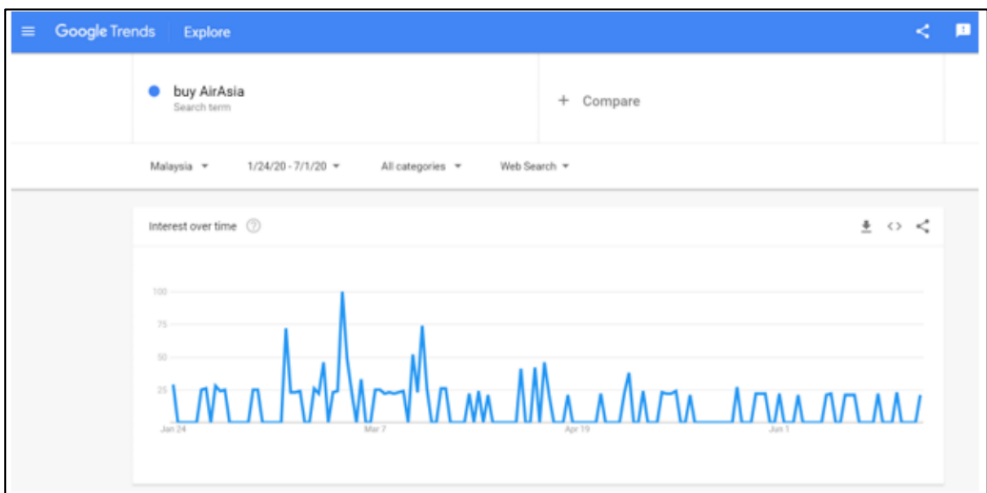 Google Trends Explore
buy AirAsia
Search term
+ Compare
Malaysia 1/24/20 - 7/1/20 All categories Web Search
Interest over time
100
75
50
25
Jan 24 Mar 7 Apr 19 Jun 1